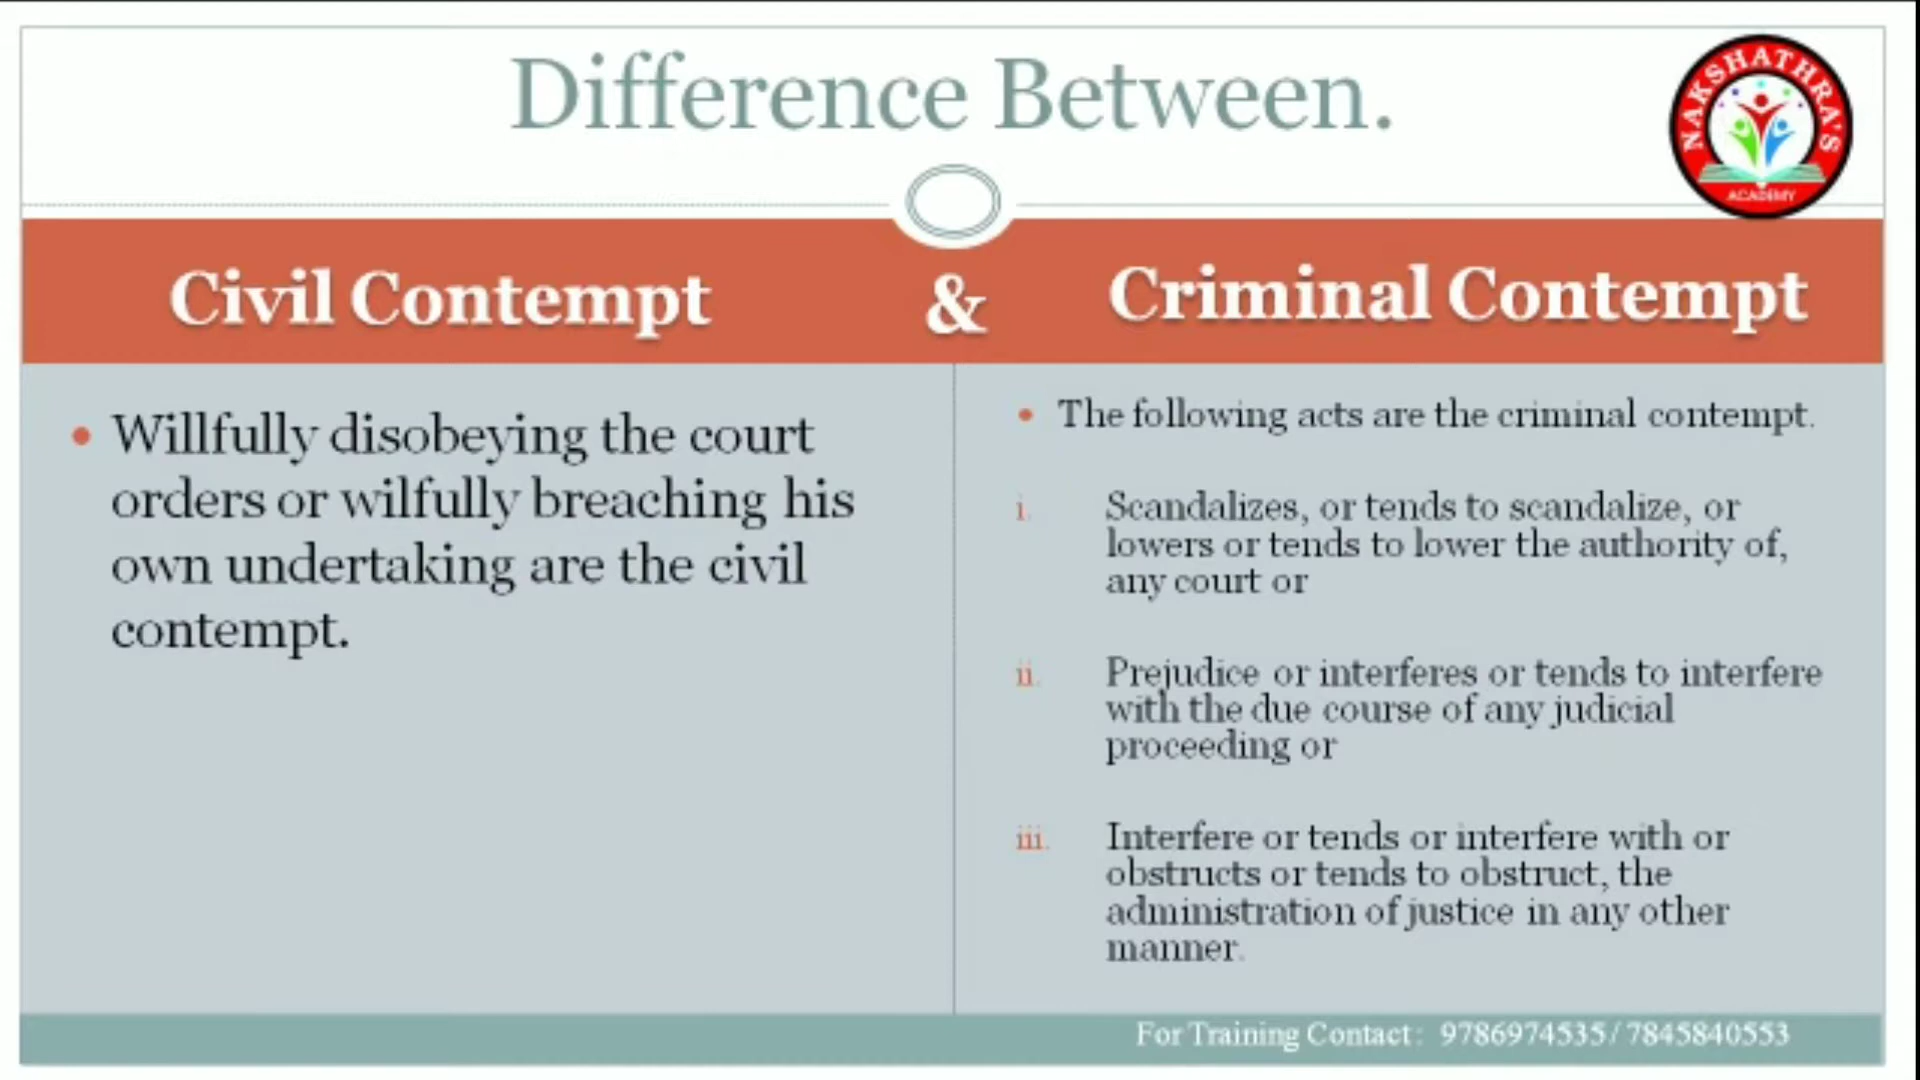 Difference Between.
NAKSHATHRA'S
ACADEMY
Civil Contempt & Criminal Contempt
• Willfully disobeying the court
orders or wilfully breaching his
own undertaking are the civil
contempt.
• The following acts are the criminal contempt.
i. Scandalizes, or tends to scandalize, or
lowers or tends to lower the authority of,
any court or
ii. Prejudice or interferes or tends to interfere
with the due course of any judicial
proceeding or
iii. Interfere or tends or interfere with or
obstructs or tends to obstruct, the
administration of justice in any other
manner.
For Training Contact : 9786974535/ 7845840553